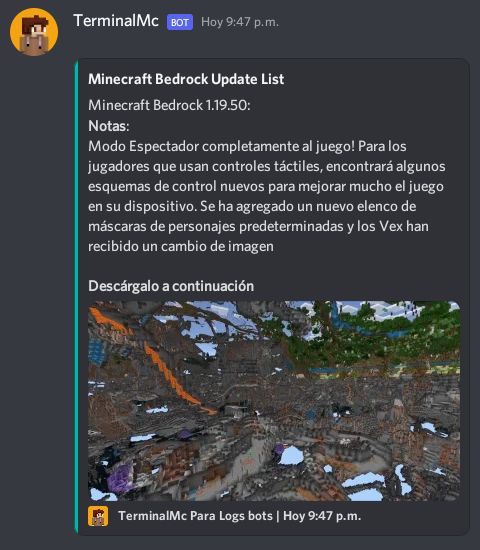 TerminalMc BOT Hoy 9:47 p.m.
Minecraft Bedrock Update List
Minecraft Bedrock 1.19.50:
Notas:
Modo Espectador completamente al juego! Para los
jugadores que usan controles táctiles, encontrará algunos
esquemas de control nuevos para mejorar mucho el juego
en su dispositivo. Se ha agregado un nuevo elenco de
máscaras de personajes predeterminadas y los Vex han
recibido un cambio de imagen
Descárgalo a continuación
TerminalMc Para Logs bots | Hoy 9:47 p.m.